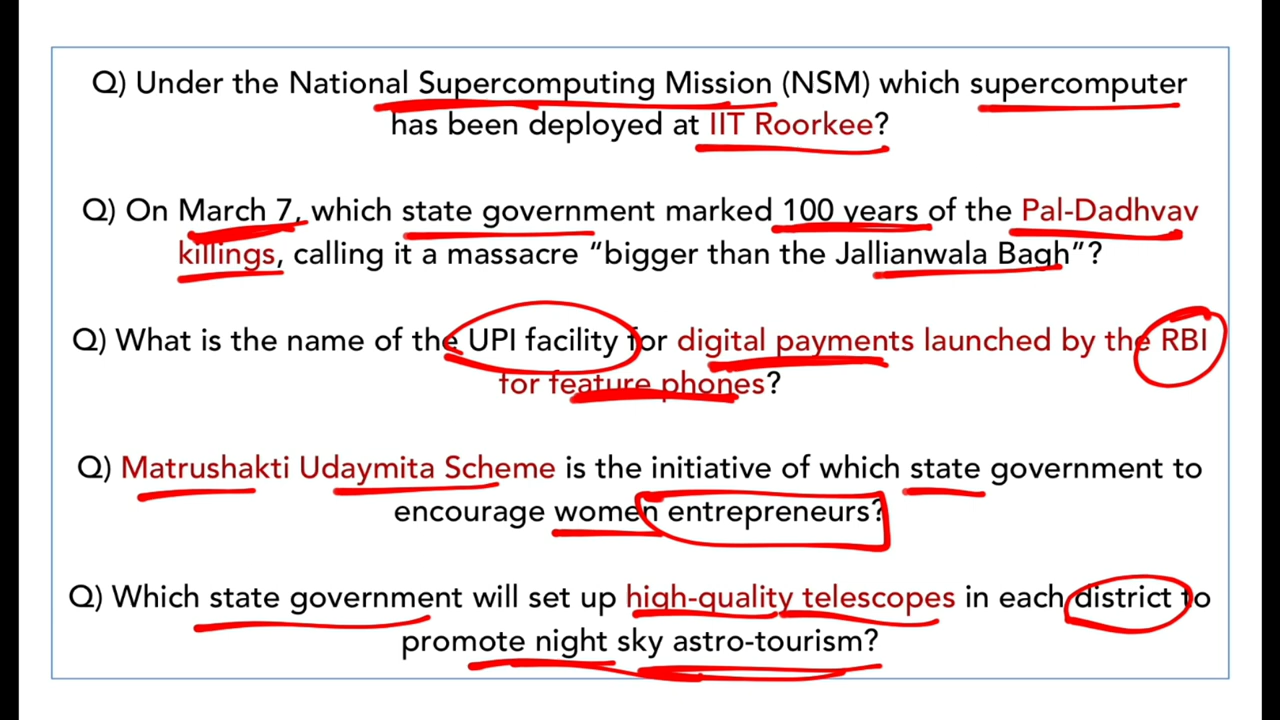 Q) Under the National Supercomputing Mission (NSM) which supercomputer
has been deployed at IIT Roorkee?
Q) On March 7, which state government marked 100 years of the Pal-Dadhvav
killings, calling it a massacre “bigger than the Jallianwala Bagh”?
Q) What is the name of the UPI facility for digital payments launched by the RBI
for feature phones?
Q) Matrushakti Udaymita Scheme is the initiative of which state government to
encourage women entrepreneurs?
Q) Which state government will set up high-quality telescopes in each district to
promote night sky astro-tourism?